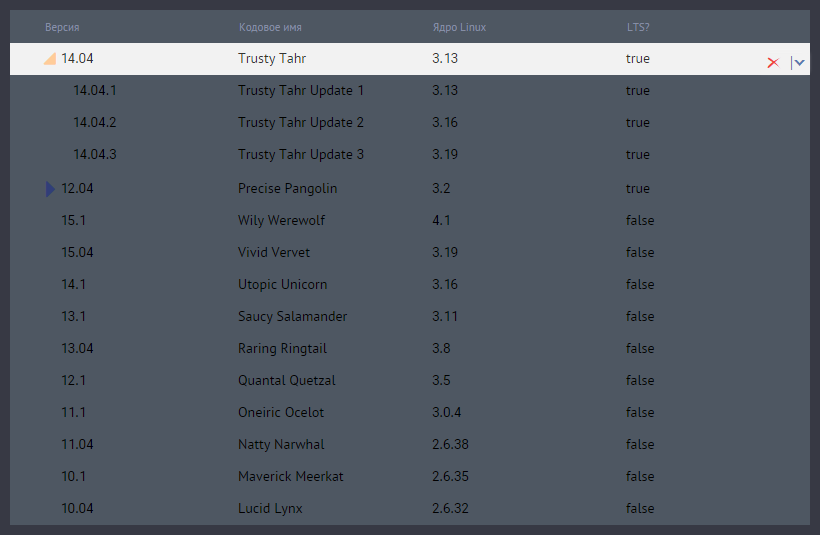 Версия Кодовое имя Ядро Linux LTS?
14.04 Trusty Tahr 3.13 true
14.04.1 Trusty Tahr Update 1 3.13 true
14.04.2 Trusty Tahr Update 2 3.16 true
14.04.3 Trusty Tahr Update 3 3.19 true
12.04 Precise Pangolin 3.2 true
15.1 Wily Werewolf 4.1 false
15.04 Vivid Vervet 3.19 false
14.1 Utopic Unicorn 3.16 false
13.1 Saucy Salamander 3.11 false
13.04 Raring Ringtail 3.8 false
12.1 Quantal Quetzal 3.5 false
11.1 Oneiric Ocelot 3.0.4 false
11.04 Natty Narwhal 2.6.38 false
10.1 Maverick Meerkat 2.6.35 false
10.04 Lucid Lynx 2.6.32 false